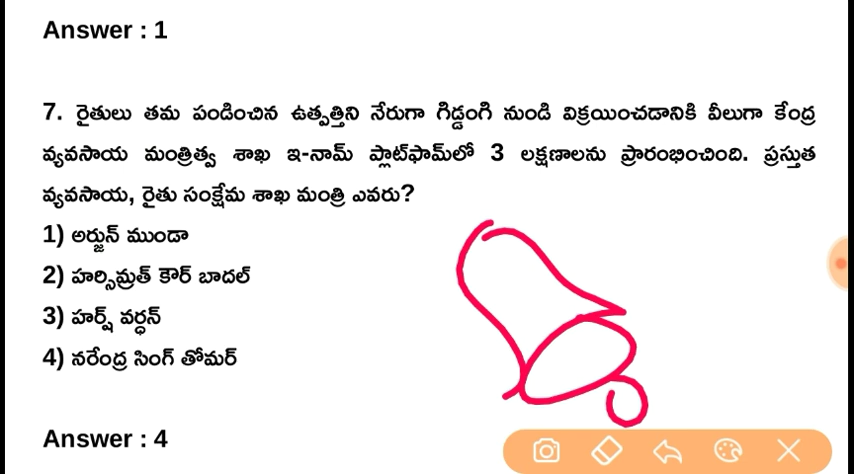 Answer : 1
7. రైతులు తమ పండించిన ఉత్పత్తిని నేరుగా గిడ్డంగి నుండి విక్రయించడానికి వీలుగా కేంద్ర
వ్యవసాయ మంత్రిత్వ శాఖ ఇ-నామ్ ప్లాట్‌ఫామ్‌లో 3 లక్షణాలను ప్రారంభించింది. ప్రస్తుత
వ్యవసాయ, రైతు సంక్షేమ శాఖ మంత్రి ఎవరు?
1) అర్జున్ ముండా
2) హర్సిమ్రత్ కౌర్ బాదల్
3) హర్ష్ వర్ధన్
4) నరేంద్ర సింగ్ తోమర్
Answer : 4